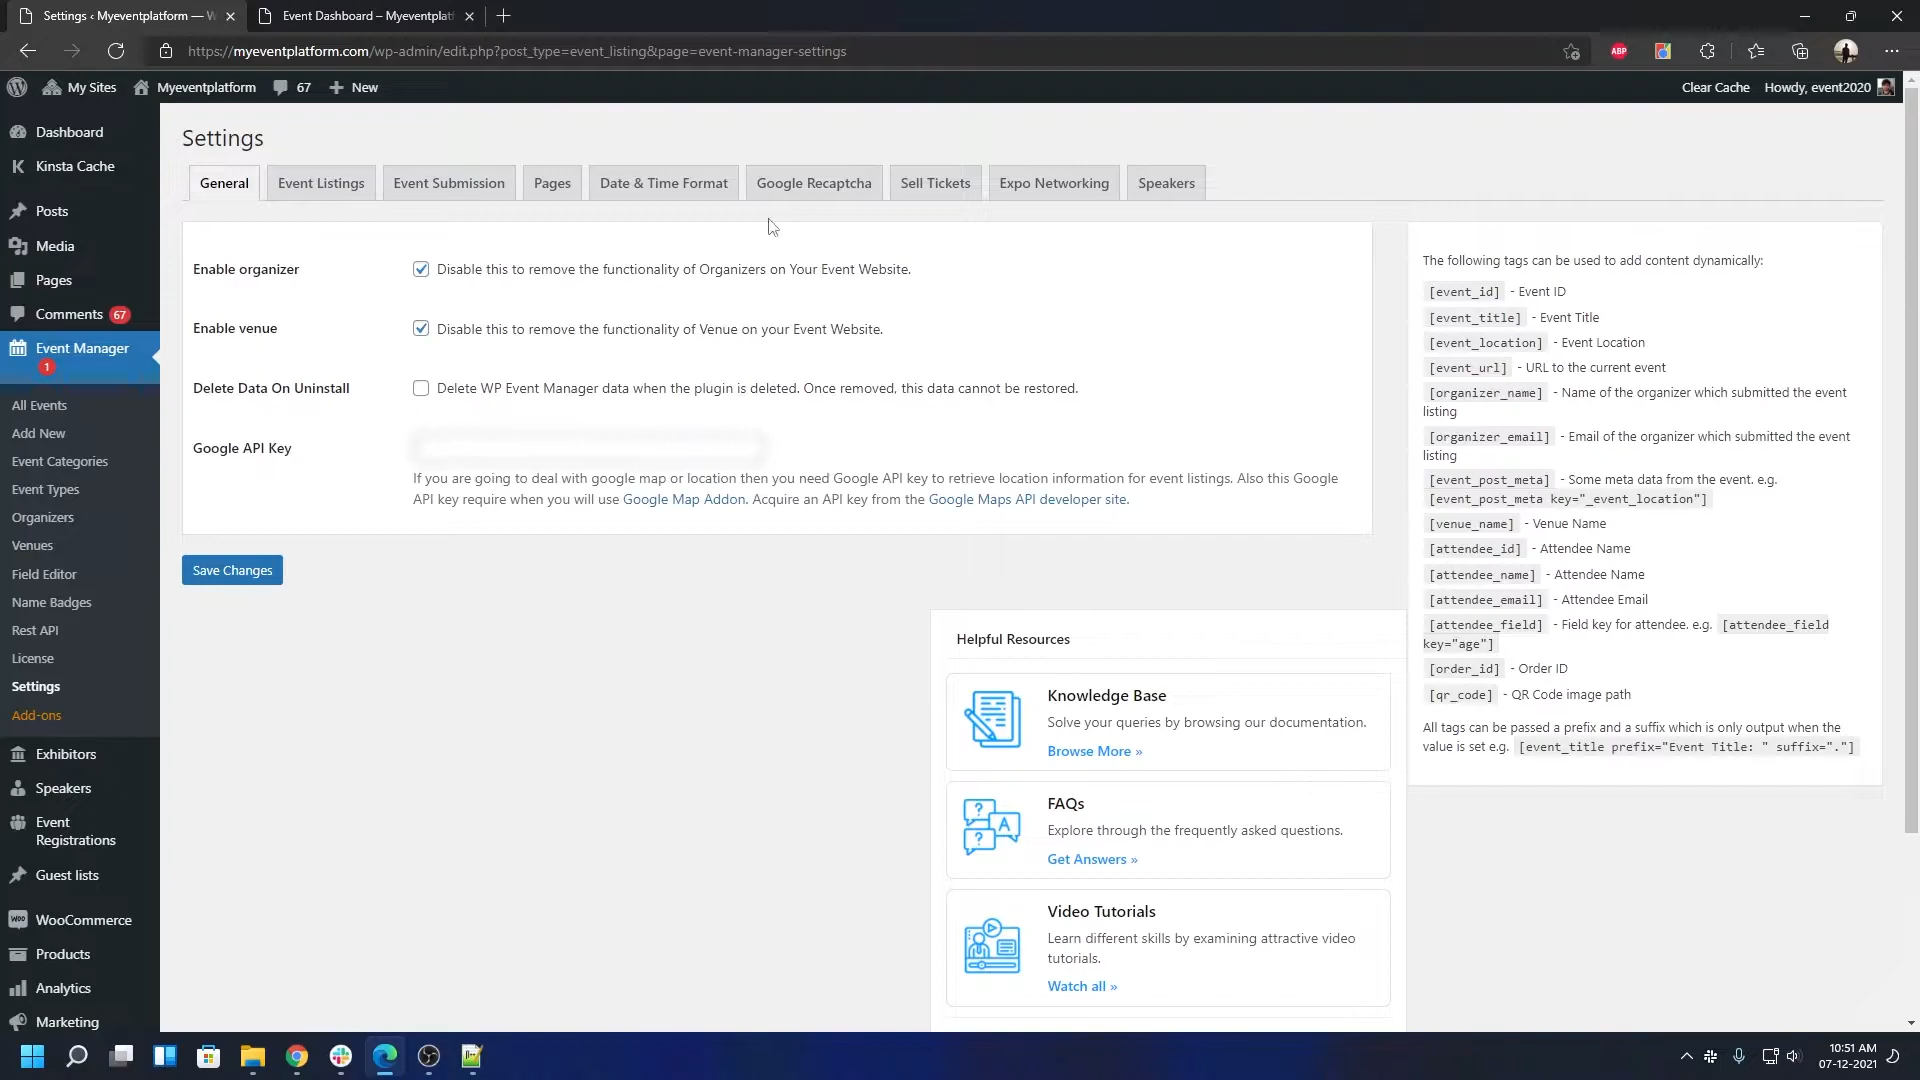 Settings ‹ Myeventplatform — W
Event Dashboard – Myeventplat
https://myeventplatform.com/wp-admin/edit.php?post_type=event_listing&page=event-manager-settings
ABP
My Sites
Myeventplatform
67
New
Clear Cache
Howdy, event2020
Dashboard
Kinsta Cache
Posts
Media
Pages
Comments 67
Event Manager
1
All Events
Add New
Event Categories
Event Types
Organizers
Venues
Field Editor
Name Badges
Rest API
License
Settings
Add-ons
Exhibitors
Speakers
Event
Registrations
Guest lists
WooCommerce
Products
Analytics
Marketing
Settings
General
Event Listings
Event Submission
Pages
Date & Time Format
Google Recaptcha
Sell Tickets
Expo Networking
Speakers
Enable organizer
Disable this to remove the functionality of Organizers on Your Event Website.
Enable venue
Disable this to remove the functionality of Venue on your Event Website.
Delete Data On Uninstall
Delete WP Event Manager data when the plugin is deleted. Once removed, this data cannot be restored.
Google API Key
If you are going to deal with google map or location then you need Google API key to retrieve location information for event listings. Also this Google
API key require when you will use Google Map Addon. Acquire an API key from the Google Maps API developer site.
Save Changes
The following tags can be used to add content dynamically:
[event_id] - Event ID
[event_title] - Event Title
[event_location] - Event Location
[event_url] - URL to the current event
[organizer_name] - Name of the organizer which submitted the event
listing
[organizer_email] - Email of the organizer which submitted the event
listing
[event_post_meta] - Some meta data from the event. e.g.
[event_post_meta key="_event_location"]
[venue_name] - Venue Name
[attendee_id] - Attendee Name
[attendee_name] - Attendee Name
[attendee_email] - Attendee Email
[attendee_field] - Field key for attendee. e.g. [attendee_field
key="age"]
[order_id] - Order ID
[qr_code] - QR Code image path
All tags can be passed a prefix and a suffix which is only output when the
value is set e.g. [event_title prefix="Event Title: " suffix="."]
Helpful Resources
Knowledge Base
Solve your queries by browsing our documentation.
Browse More »
FAQs
Explore through the frequently asked questions.
Get Answers »
Video Tutorials
Learn different skills by examining attractive video
tutorials.
Watch all »
10:51 AM
07-12-2021